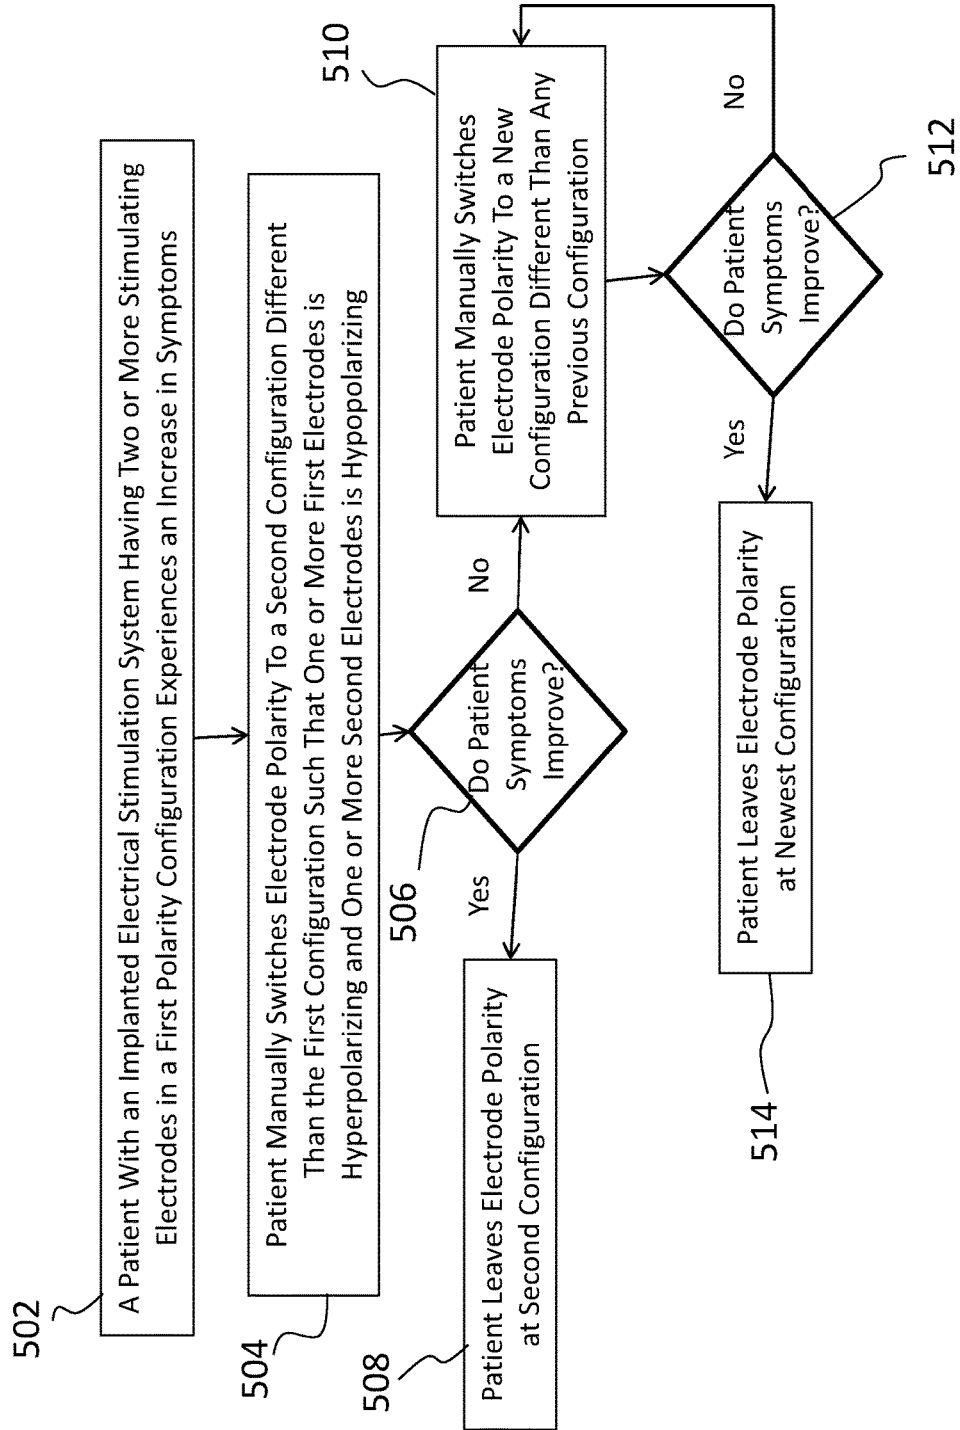 502
A Patient With an Implanted Electrical Stimulation System Having Two or More Stimulating
Electrodes in a First Polarity Configuration Experiences an Increase in Symptoms
504
Patient Manually Switches Electrode Polarity To a Second Configuration Different
Than the First Configuration Such That One or More First Electrodes is
Hyperpolarizing and One or More Second Electrodes is Hypopolarizing
506
Do Patient
Symptoms
Improve?
Yes
No
508
Patient Leaves Electrode Polarity
at Second Configuration
510
Patient Manually Switches
Electrode Polarity To a New
Configuration Different Than Any
Previous Configuration
512
Do Patient
Symptoms
Improve?
Yes
No
514
Patient Leaves Electrode Polarity
at Newest Configuration